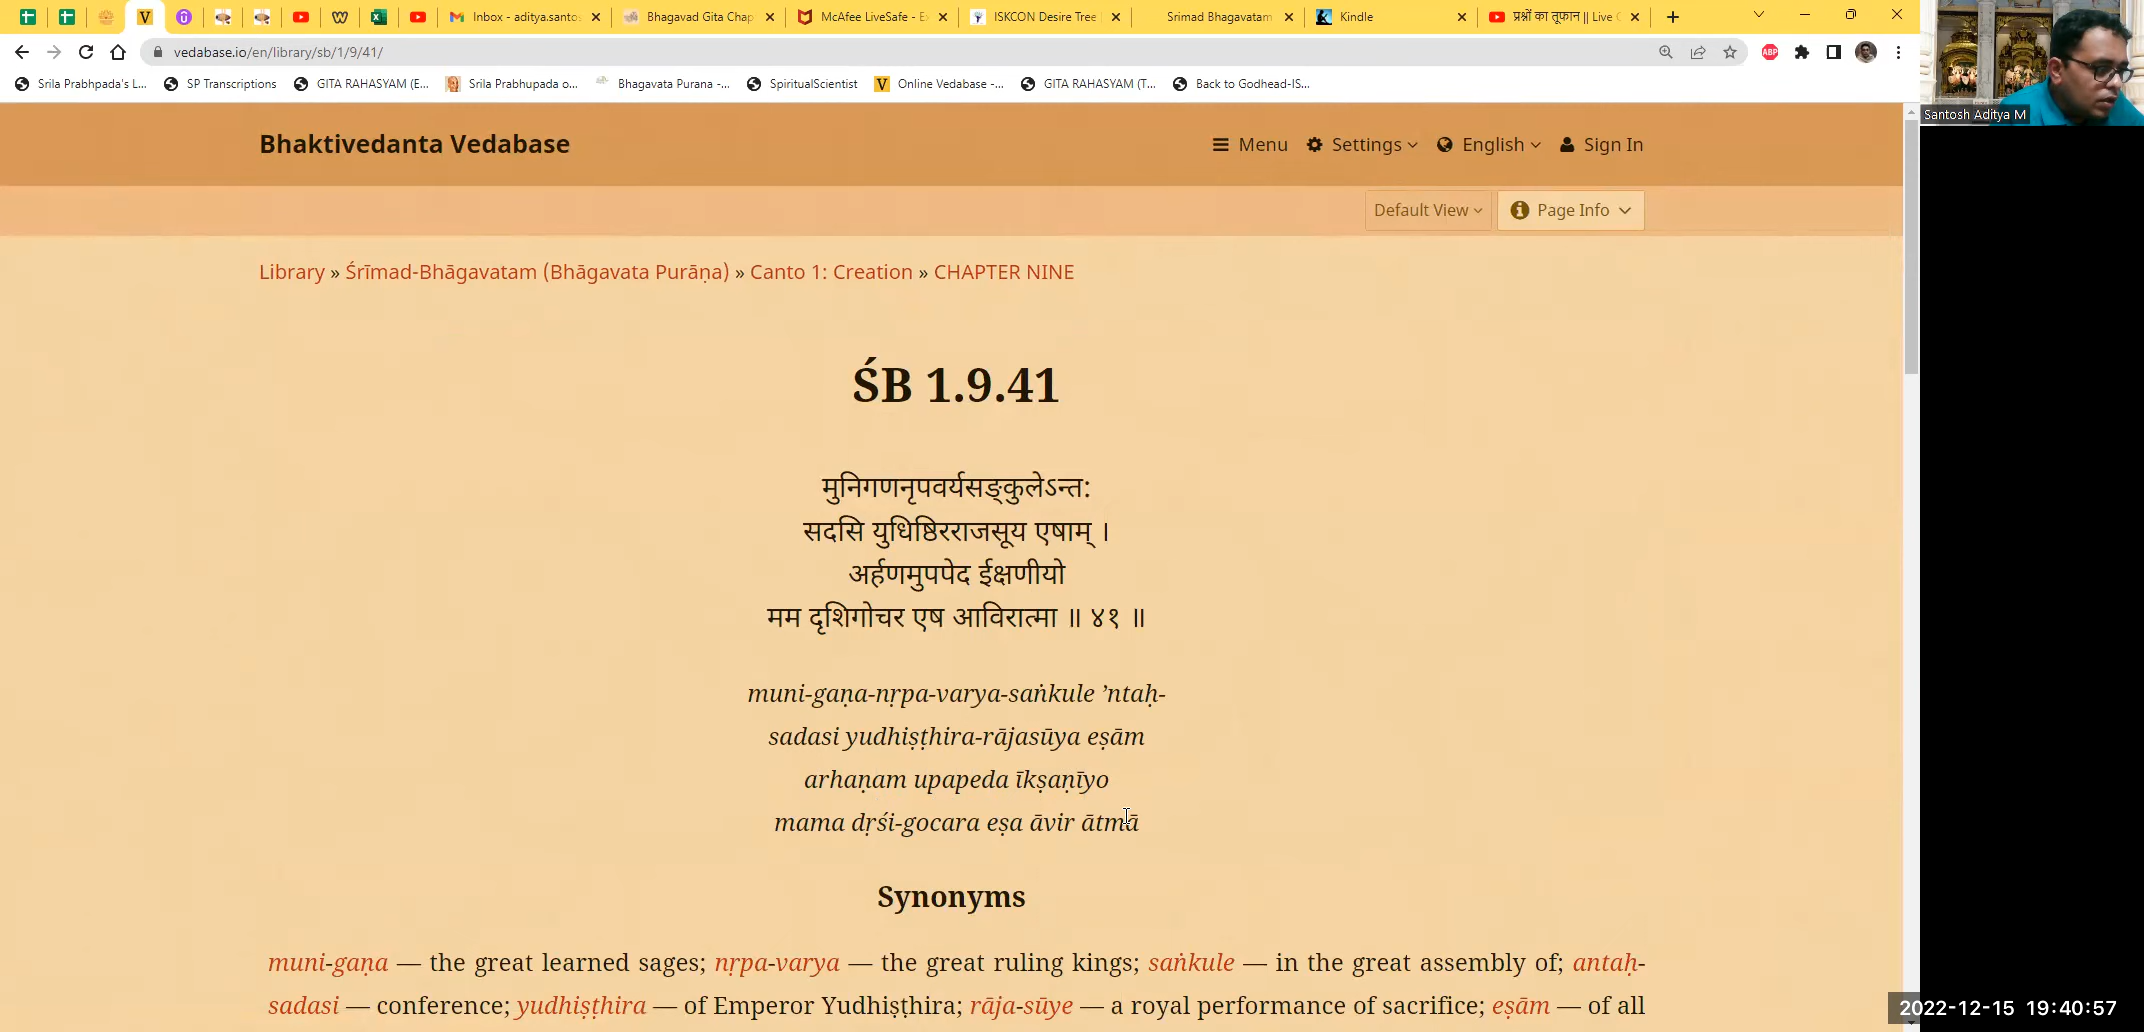 Inbox - aditya.santo
Bhagavad Gita Chap
McAfee LiveSafe - E
ISKCON Desire Tree
Srimad Bhagavatam
Kindle
प्रश्नों का तूफान || Live
vedabase.io/en/library/sb/1/9/41/
ABP
Srila Prabhpada's L...
SP Transcriptions
GITA RAHASYAM (E...
Srila Prabhupada o...
Bhagavata Purana -...
SpiritualScientist
Online Vedabase -...
GITA RAHASYAM (T...
Back to Godhead-IS...
Santosh Aditya M
Bhaktivedanta Vedabase
Menu Settings English Sign In
Default View Page Info
Library » Śrīmad-Bhāgavatam (Bhāgavata Purāṇa) » Canto 1: Creation » CHAPTER NINE
ŚB 1.9.41
मुनिगणनृपवर्यसङ्कुलेऽन्त:
सदसि युधिष्ठिरराजसूय एषाम् ।
अर्हणमुपपेद ईक्षणीयो
मम द‍ृशिगोचर एष आविरात्मा ॥ ४१ ॥
muni-gaṇa-nṛpa-varya-saṅkule ’ntaḥ-
sadasi yudhiṣṭhira-rājasūya eṣām
arhaṇam upapeda īkṣaṇīyo
mama dṛśi-gocara eṣa āvir ātmā
Synonyms
muni-gaṇa — the great learned sages; nṛpa-varya — the great ruling kings; saṅkule — in the great assembly of; antaḥ-
sadasi — conference; yudhiṣṭhira — of Emperor Yudhiṣṭhira; rāja-sūye — a royal performance of sacrifice; eṣām — of all
2022-12-15 19:40:57